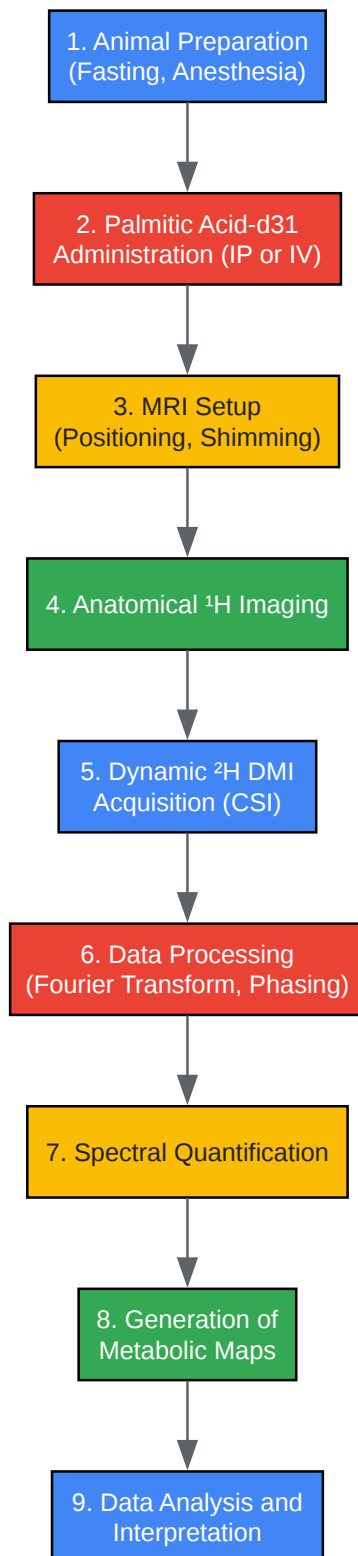 1. Animal Preparation
(Fasting, Anesthesia)
2. Palmitic Acid-d31
Administration (IP or IV)
3. MRI Setup
(Positioning, Shimming)
4. Anatomical ¹H Imaging
5. Dynamic ²H DMI
Acquisition (CSI)
6. Data Processing
(Fourier Transform, Phasing)
7. Spectral Quantification
8. Generation of
Metabolic Maps
9. Data Analysis and
Interpretation